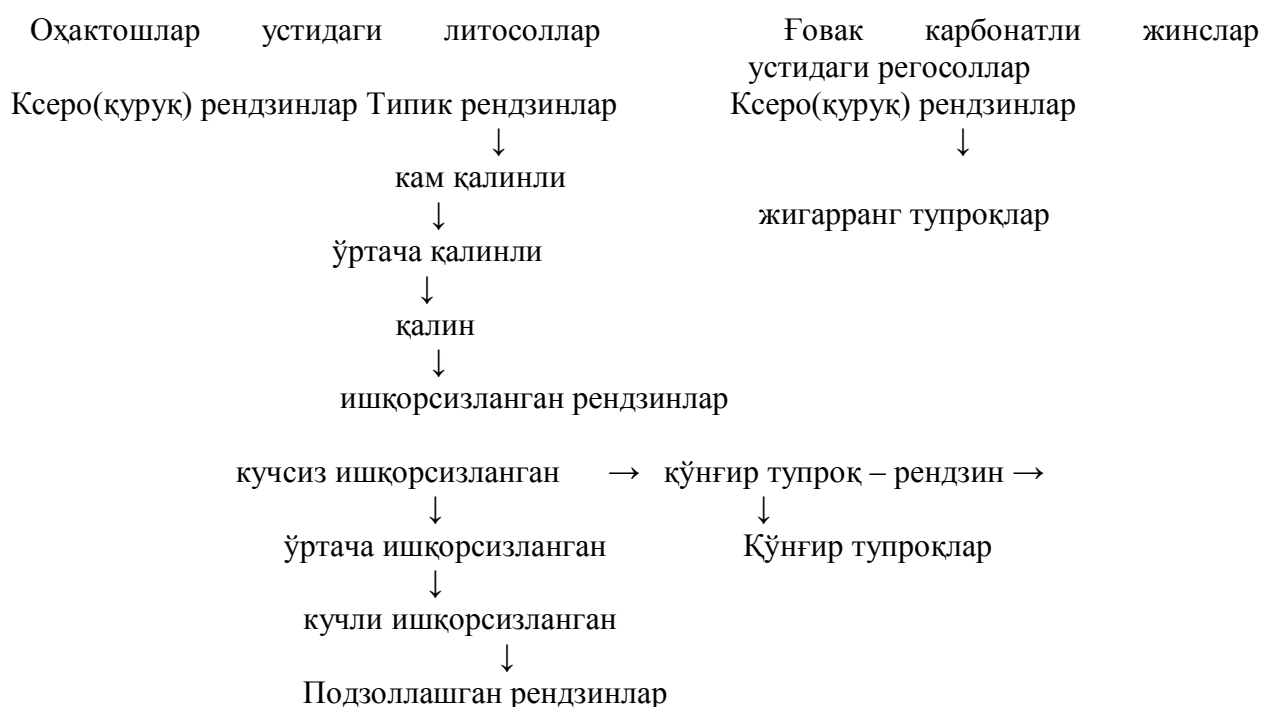 Оҳактошлар устидаги литосоллар Ғовак карбонатли жинслар
устидаги регосоллар
Ксеро(қуруқ) рендзинлар Типик рендзинлар Ксеро(қуруқ) рендзинлар
↓ ↓
кам қалинли
↓ жигарранг тупроқлар
ўртача қалинли
↓
қалин
↓
ишқорсизланган рендзинлар
кучсиз ишқорсизланган → қўнғир тупроқ – рендзин →
↓ ↓
ўртача ишқорсизланган Қўнғир тупроқлар
↓
кучли ишқорсизланган
↓
Подзоллашган рендзинлар